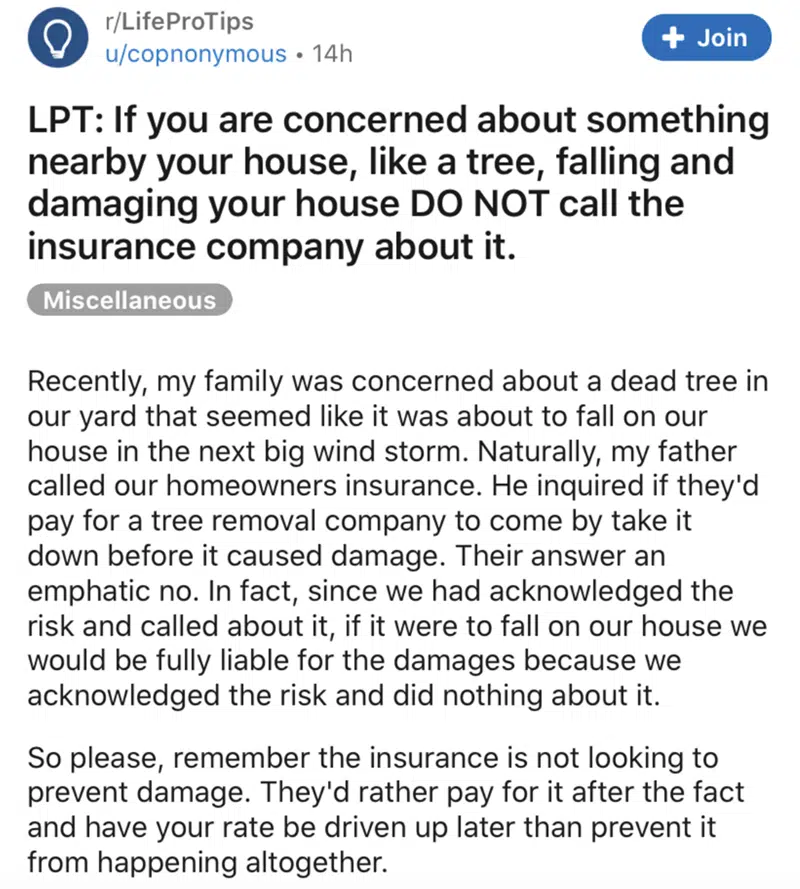 r/LifeProTips
u/copnonymous • 14h
Join
LPT: If you are concerned about something
nearby your house, like a tree, falling and
damaging your house DO NOT call the
insurance company about it.
Miscellaneous
Recently, my family was concerned about a dead tree in
our yard that seemed like it was about to fall on our
house in the next big wind storm. Naturally, my father
called our homeowners insurance. He inquired if they'd
pay for a tree removal company to come by take it
down before it caused damage. Their answer an
emphatic no. In fact, since we had acknowledged the
risk and called about it, if it were to fall on our house we
would be fully liable for the damages because we
acknowledged the risk and did nothing about it.
So please, remember the insurance is not looking to
prevent damage. They'd rather pay for it after the fact
and have your rate be driven up later than prevent it
from happening altogether.